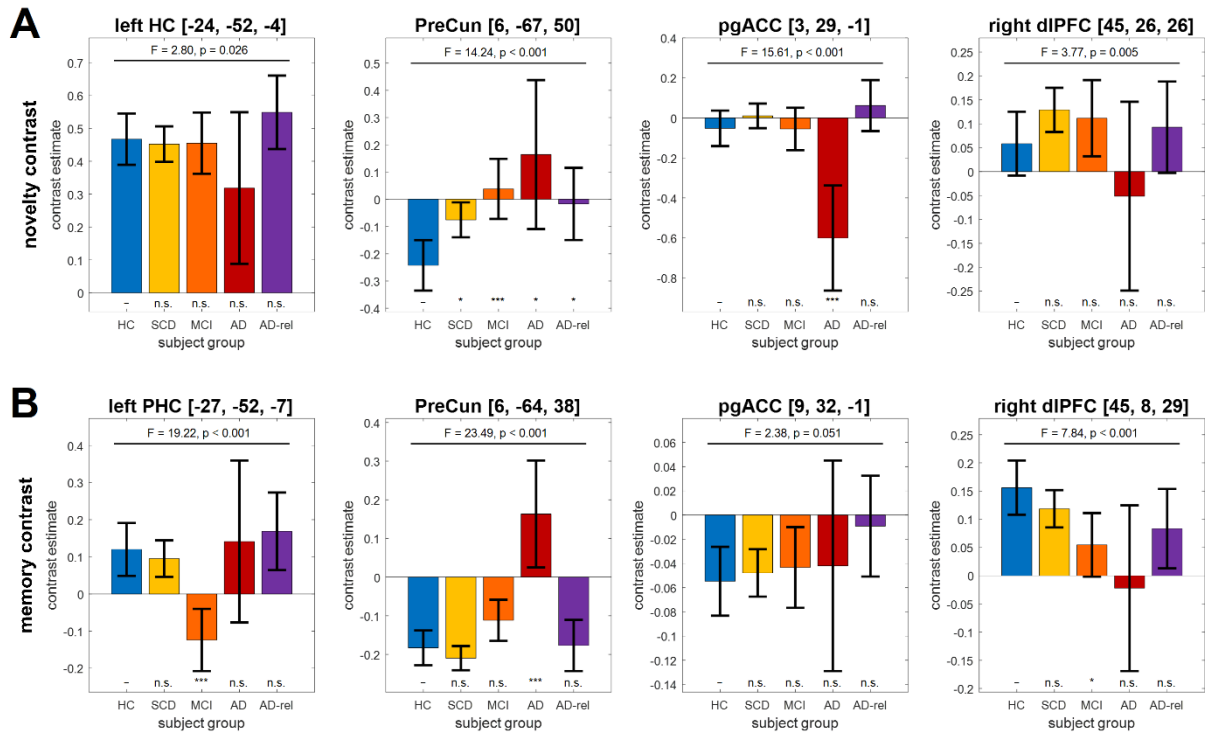 A
left HC [-24, -52, -4]
F = 2.80, p = 0.026
0.7
0.6
0.5
0.4
0.3
0.2
0.1
0
novelty contrast
contrast estimate
– n.s. n.s. n.s. n.s.
HC SCD MCI AD AD-rel
subject group
PreCun [6, -67, 50]
F = 14.24, p < 0.001
0.5
0.4
0.3
0.2
0.1
0
-0.1
-0.2
-0.3
-0.4
contrast estimate
– * *** * *
HC SCD MCI AD AD-rel
subject group
pgACC [3, 29, -1]
F = 15.61, p < 0.001
0.4
0.2
0
-0.2
-0.4
-0.6
-0.8
contrast estimate
– n.s. n.s. *** n.s.
HC SCD MCI AD AD-rel
subject group
right dlPFC [45, 26, 26]
F = 3.77, p = 0.005
0.25
0.2
0.15
0.1
0.05
0
-0.05
-0.1
-0.15
-0.2
-0.25
contrast estimate
– n.s. n.s. n.s. n.s.
HC SCD MCI AD AD-rel
subject group
B
left PHC [-27, -52, -7]
F = 19.22, p < 0.001
0.4
0.3
0.2
0.1
0
-0.1
-0.2
memory contrast
contrast estimate
– n.s. *** n.s. n.s.
HC SCD MCI AD AD-rel
subject group
PreCun [6, -64, 38]
F = 23.49, p < 0.001
0.3
0.2
0.1
0
-0.1
-0.2
contrast estimate
– n.s. n.s. *** n.s.
HC SCD MCI AD AD-rel
subject group
pgACC [9, 32, -1]
F = 2.38, p = 0.051
0.06
0.04
0.02
0
-0.02
-0.04
-0.06
-0.08
-0.1
-0.12
-0.14
contrast estimate
– n.s. n.s. n.s. n.s.
HC SCD MCI AD AD-rel
subject group
right dlPFC [45, 8, 29]
F = 7.84, p < 0.001
0.2
0.15
0.1
0.05
0
-0.05
-0.1
-0.15
-0.2
contrast estimate
– n.s. * n.s. n.s.
HC SCD MCI AD AD-rel
subject group